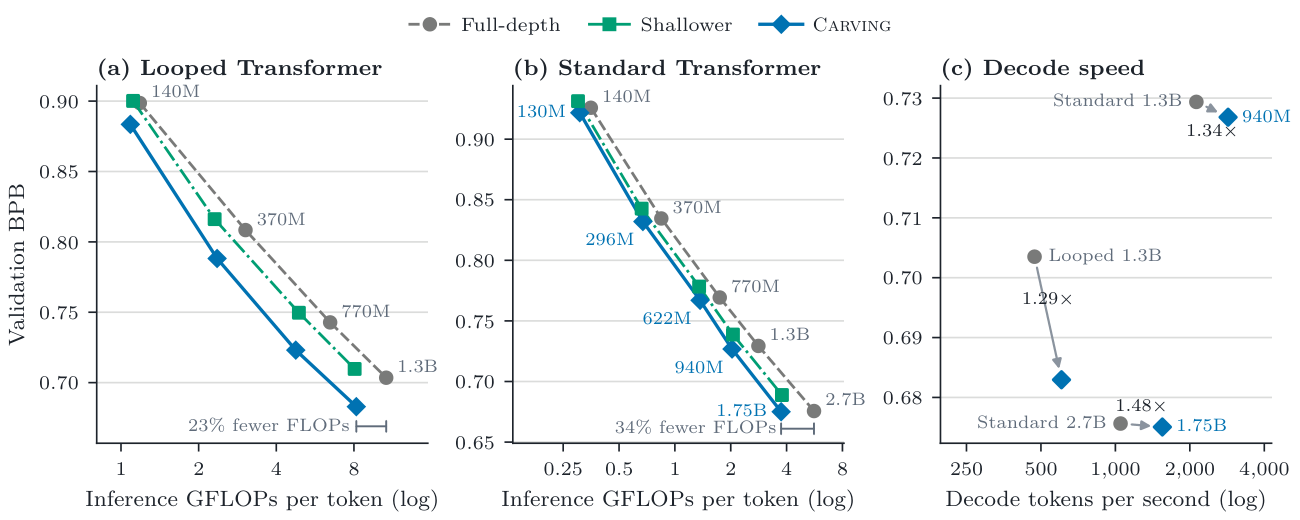 Full-depth Shallower CARVING
(a) Looped Transformer
Validation BPB
0.90
0.85
0.80
0.75
0.70
140M
370M
770M
1.3B
23% fewer FLOPs
1 2 4 8
Inference GFLOPs per token (log)
(b) Standard Transformer
0.90
0.85
0.80
0.75
0.70
0.65
130M 140M
370M
296M
770M
622M
1.3B
940M
2.7B
1.75B
34% fewer FLOPs
0.25 0.5 1 2 4 8
Inference GFLOPs per token (log)
(c) Decode speed
0.73
0.72
0.71
0.70
0.69
0.68
Standard 1.3B
940M
1.34×
Looped 1.3B
1.29×
1.48×
Standard 2.7B 1.75B
250 500 1,000 2,000 4,000
Decode tokens per second (log)